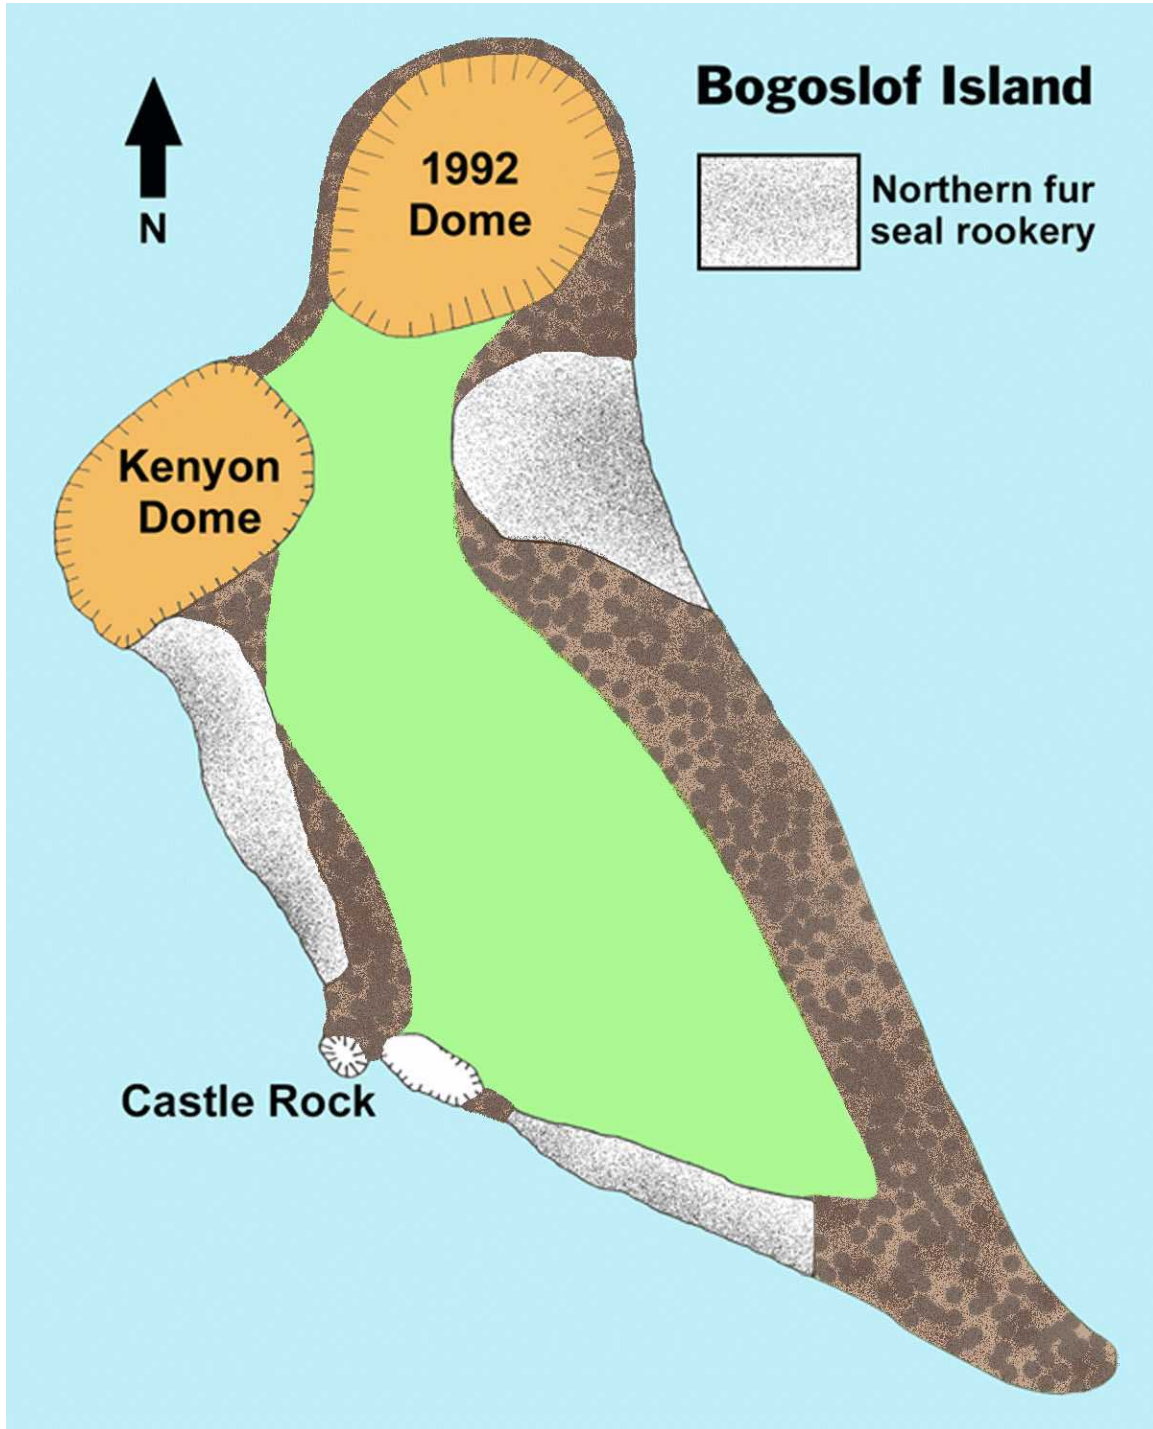 Bogoslof Island
Northern fur
seal rookery
N
1992
Dome
Kenyon
Dome
Castle Rock